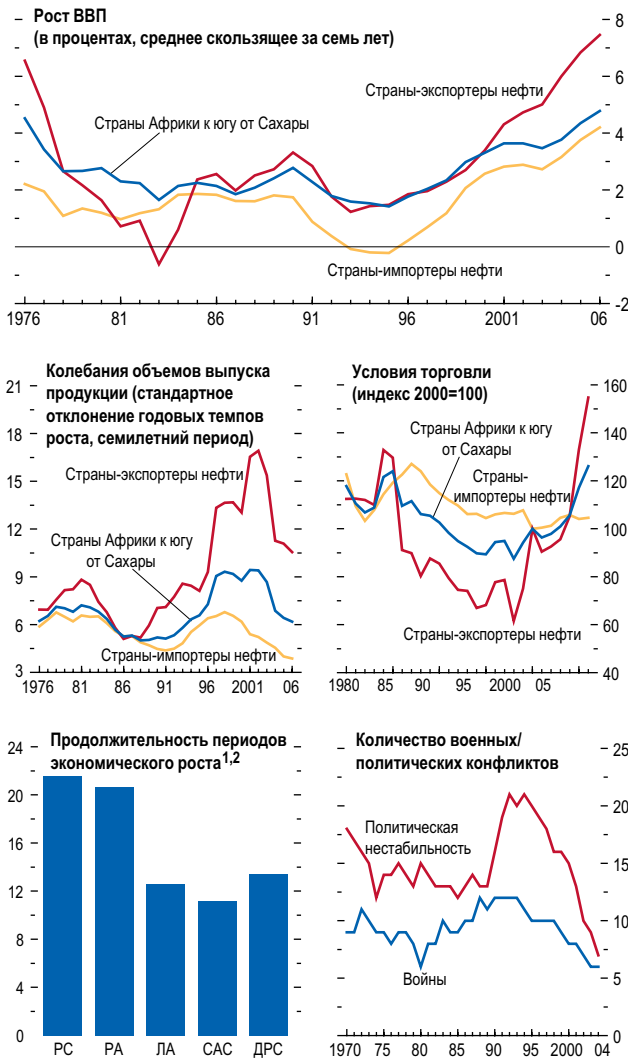 Рост ВВП
(в процентах, среднее скользящее за семь лет)
8
6
4
2
0
-2
Страны-экспортеры нефти
Страны Африки к югу от Сахары
Страны-импортеры нефти
1976 81 86 91 96 2001 06
Колебания объемов выпуска
продукции (стандартное
отклонение годовых темпов
роста, семилетний период)
21
18
15
12
9
6
3
Страны-экспортеры нефти
Страны Африки к югу
от Сахары
Страны-импортеры нефти
1976 81 86 91 96 2001 06
Условия торговли
(индекс 2000=100)
160
140
120
100
80
60
40
Страны Африки к югу
от Сахары
Страны-
импортеры нефти
Страны-экспортеры нефти
1980 85 90 95 2000 05
Продолжительность периодов
экономического роста1,2
24
20
16
12
8
4
0
РС РА ЛА САС ДРС
Количество военных/
политических конфликтов
25
20
15
10
5
0
Политическая
нестабильность
Войны
1970 75 80 85 90 95 2000 04